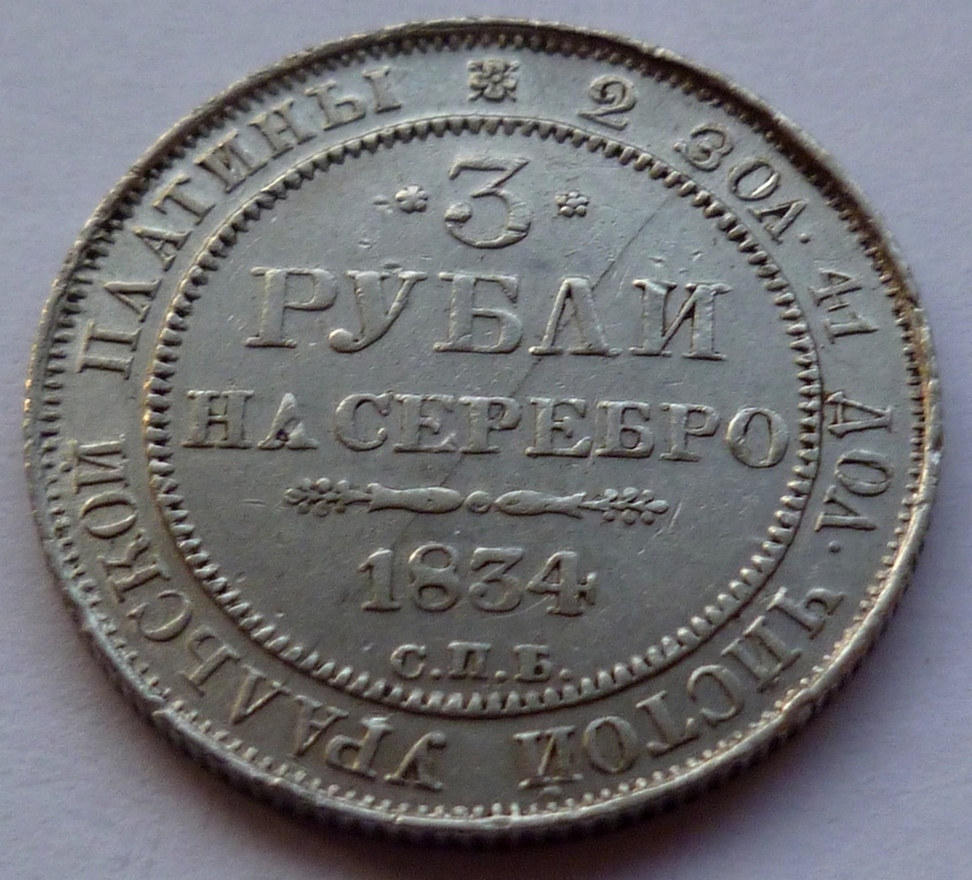 3
РУБЛИ
НА СЕРЕБРО
1834
С.П.Б.
2 ЗОЛ. 41 ДОЛ. ЧИСТОЙ УРАЛЬСКОЙ ПЛАТИНЫ